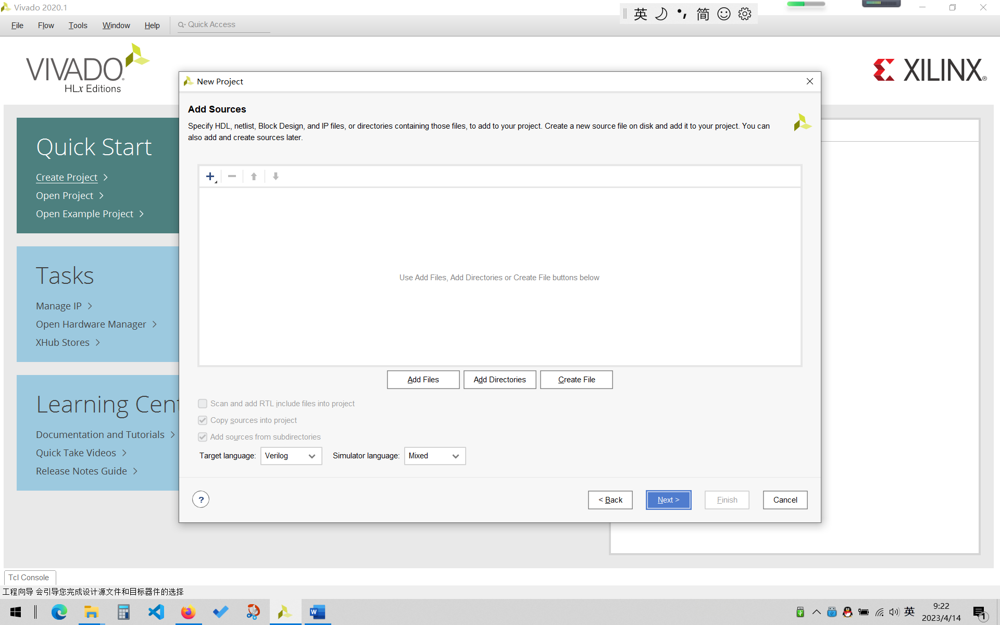 Vivado 2020.1
英 简
File Flow Tools Window Help Quick Access
VIVADO
HLx Editions
XILINX®
New Project
Add Sources
Specify HDL, netlist, Block Design, and IP files, or directories containing those files, to add to your project. Create a new source file on disk and add it to your project. You can
also add and create sources later.
Quick Start
Create Project
Open Project
Open Example Project
Tasks
Manage IP
Open Hardware Manager
XHub Stores
Learning Cent
Documentation and Tutorials
Quick Take Videos
Release Notes Guide
Use Add Files, Add Directories or Create File buttons below
Add Files Add Directories Create File
Scan and add RTL include files into project
Copy sources into project
Add sources from subdirectories
Target language: Verilog Simulator language: Mixed
? < Back Next > Finish Cancel
Tcl Console
工程向导 会引导您完成设计源文件和目标器件的选择
英
9:22
2023/4/14
1